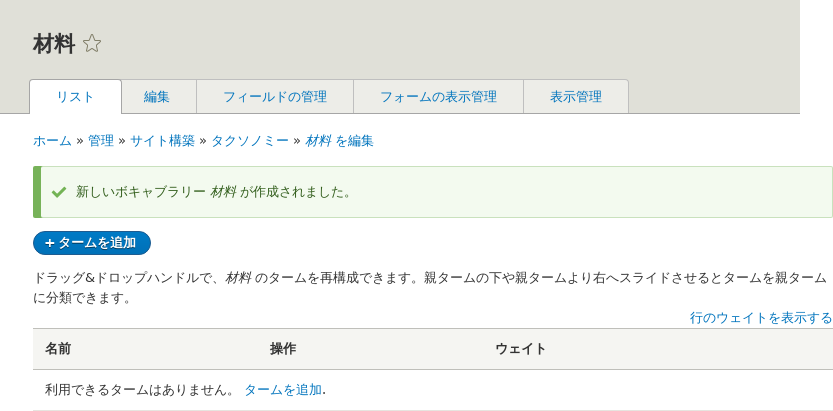 材料
リスト 編集 フィールドの管理 フォームの表示管理 表示管理
ホーム » 管理 » サイト構築 » タクソノミー » 材料 を編集
新しいボキャブラリー 材料 が作成されました。
+ タームを追加
ドラッグ&ドロップハンドルで、材料 のタームを再構成できます。親タームの下や親タームより右へスライドさせるとタームを親ターム
に分類できます。
行のウェイトを表示する
名前 操作 ウェイト
利用できるタームはありません。 タームを追加.